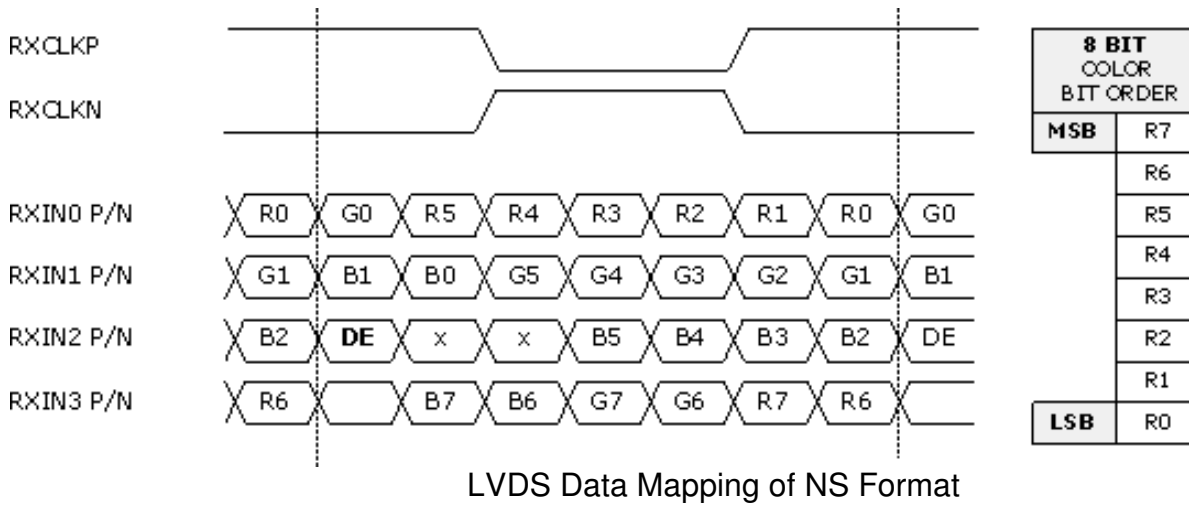 RXCLKP
RXCLKN
RXIN0 P/N R0 G0 R5 R4 R3 R2 R1 R0 G0
RXIN1 P/N G1 B1 B0 G5 G4 G3 G2 G1 B1
RXIN2 P/N B2 DE x x B5 B4 B3 B2 DE
RXIN3 P/N R6 B7 B6 G7 G6 R7 R6
8 BIT
COLOR
BIT ORDER
MSB R7
R6
R5
R4
R3
R2
R1
LSB R0
LVDS Data Mapping of NS Format